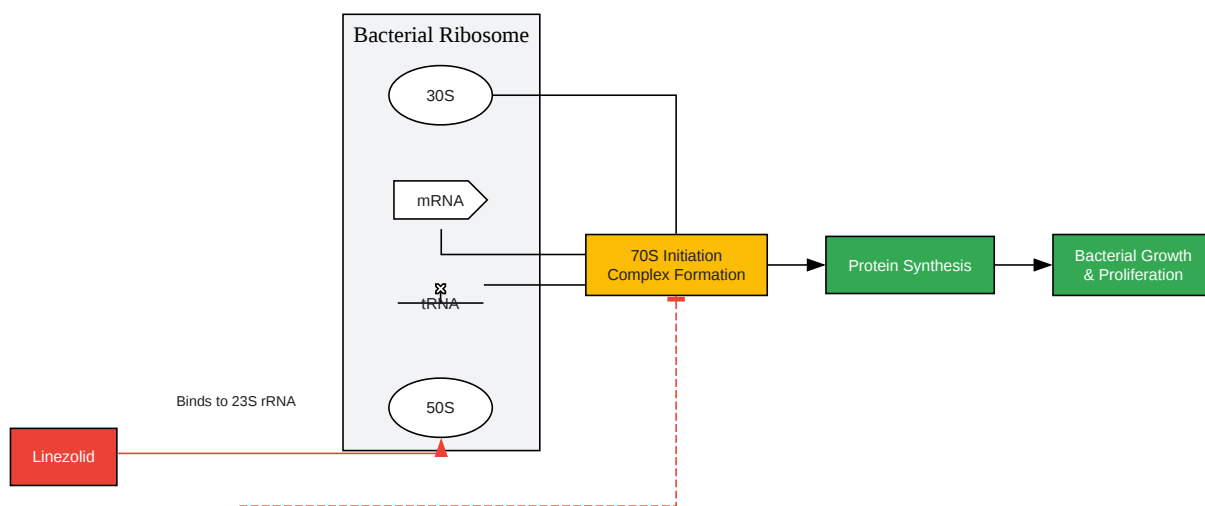 Bacterial Ribosome
30S
mRNA
70S Initiation
Complex Formation
Protein Synthesis
Bacterial Growth
& Proliferation
tRNA
Binds to 23S rRNA
50S
Linezolid